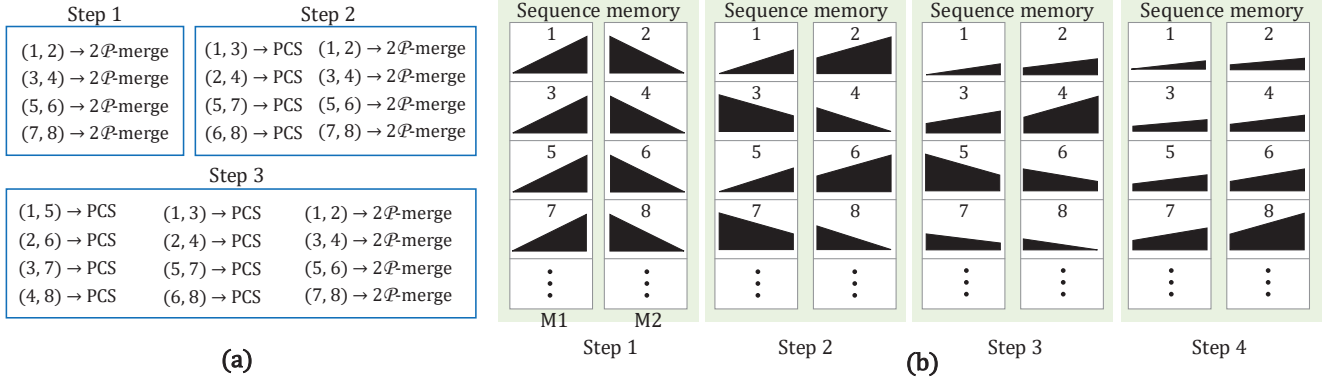 Step 1
(1, 2) → 2𝒫-merge
(3, 4) → 2𝒫-merge
(5, 6) → 2𝒫-merge
(7, 8) → 2𝒫-merge
Step 2
(1, 3) → PCS (1, 2) → 2𝒫-merge
(2, 4) → PCS (3, 4) → 2𝒫-merge
(5, 7) → PCS (5, 6) → 2𝒫-merge
(6, 8) → PCS (7, 8) → 2𝒫-merge
Step 3
(1, 5) → PCS (1, 3) → PCS (1, 2) → 2𝒫-merge
(2, 6) → PCS (2, 4) → PCS (3, 4) → 2𝒫-merge
(3, 7) → PCS (5, 7) → PCS (5, 6) → 2𝒫-merge
(4, 8) → PCS (6, 8) → PCS (7, 8) → 2𝒫-merge
(a)
Sequence memory
1 2
3 4
5 6
7 8
M1 M2
Step 1
Sequence memory
1 2
3 4
5 6
7 8
Step 2
Sequence memory
1 2
3 4
5 6
7 8
Step 3
Sequence memory
1 2
3 4
5 6
7 8
Step 4
(b)